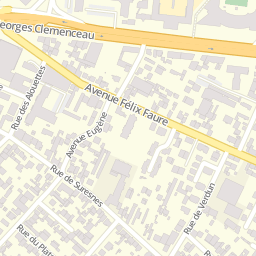 eorges Clemenceau
Avenue Félix Faure
Rue des Alouettes
Avenue Eugène
Rue de Suresnes
Rue de Verdun
Rue du Plat